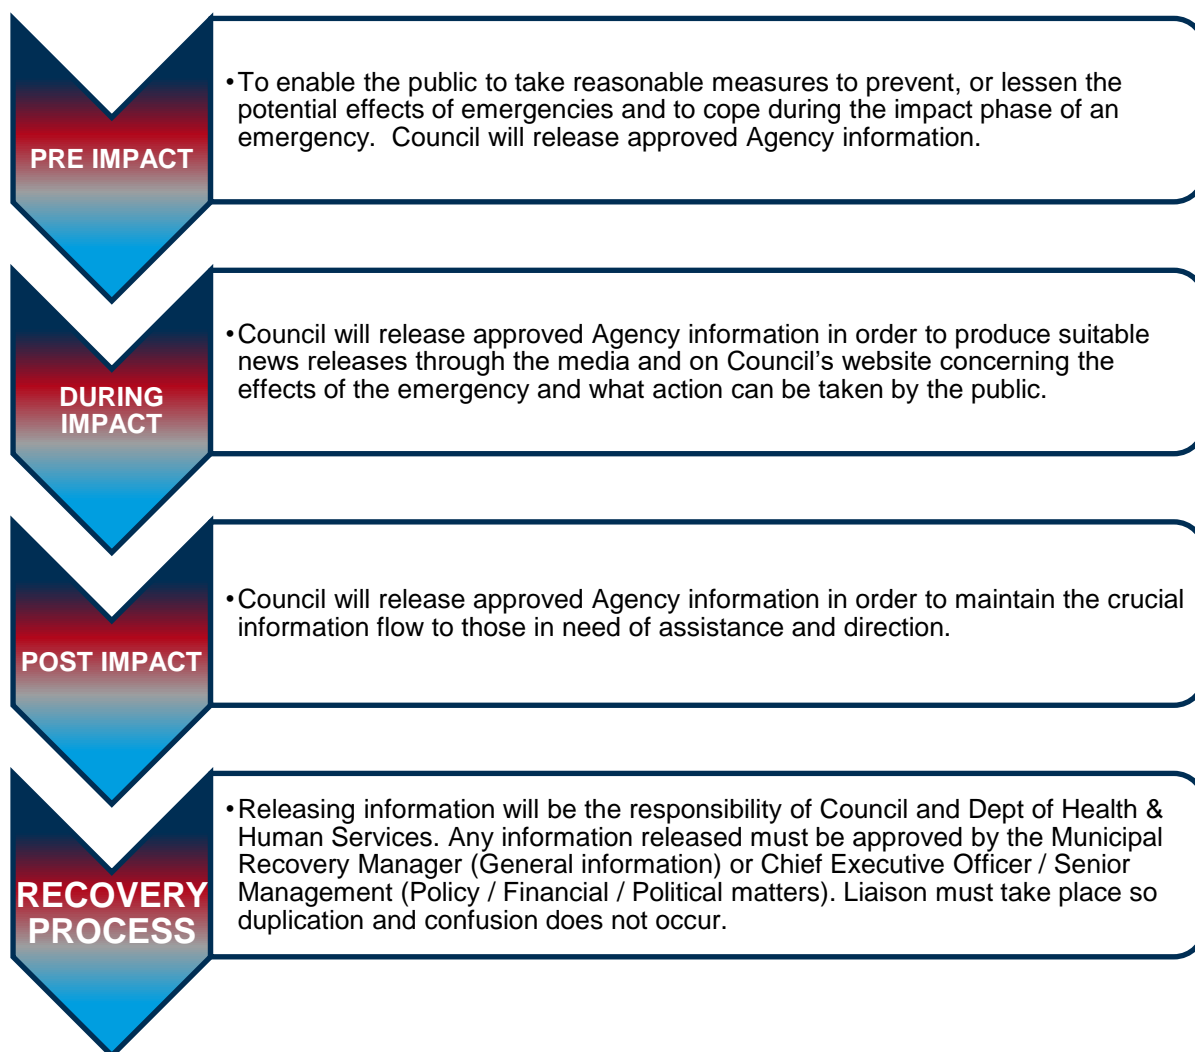 PRE IMPACT
•To enable the public to take reasonable measures to prevent, or lessen the
potential effects of emergencies and to cope during the impact phase of an
emergency.  Council will release approved Agency information.
DURING
IMPACT
•Council will release approved Agency information in order to produce suitable
news releases through the media and on Council’s website concerning the
effects of the emergency and what action can be taken by the public.
POST IMPACT
•Council will release approved Agency information in order to maintain the crucial
information flow to those in need of assistance and direction.
RECOVERY
PROCESS
•Releasing information will be the responsibility of Council and Dept of Health &
Human Services. Any information released must be approved by the Municipal
Recovery Manager (General information) or Chief Executive Officer / Senior
Management (Policy / Financial / Political matters). Liaison must take place so
duplication and confusion does not occur.